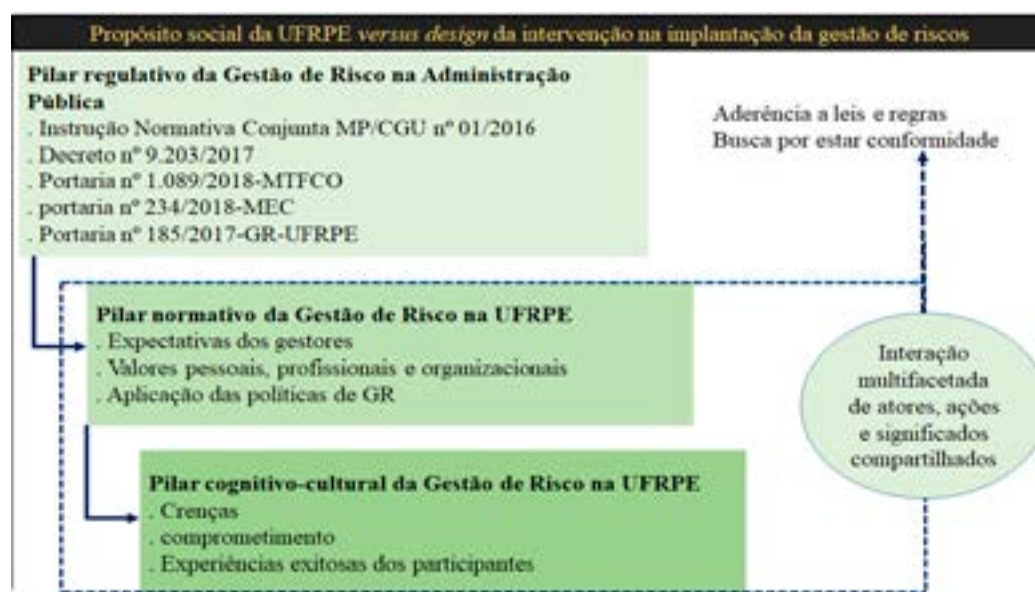 Propósito social da UFRPE versus design da intervenção na implantação da gestão de riscos
Pilar regulativo da Gestão de Risco na Administração
Pública
. Instrução Normativa Conjunta MP/CGU nº 01/2016
. Decreto nº 9.203/2017
. Portaria nº 1.089/2018-MTFCO
. portaria nº 234/2018-MEC
. Portaria nº 185/2017-GR-UFRPE
Aderência a leis e regras
Busca por estar conformidade
Pilar normativo da Gestão de Risco na UFRPE
. Expectativas dos gestores
. Valores pessoais, profissionais e organizacionais
. Aplicação das políticas de GR
Interação
multifacetada
de atores, ações
e significados
compartilhados
Pilar cognitivo-cultural da Gestão de Risco na UFRPE
. Crenças
. comprometimento
. Experiências exitosas dos participantes